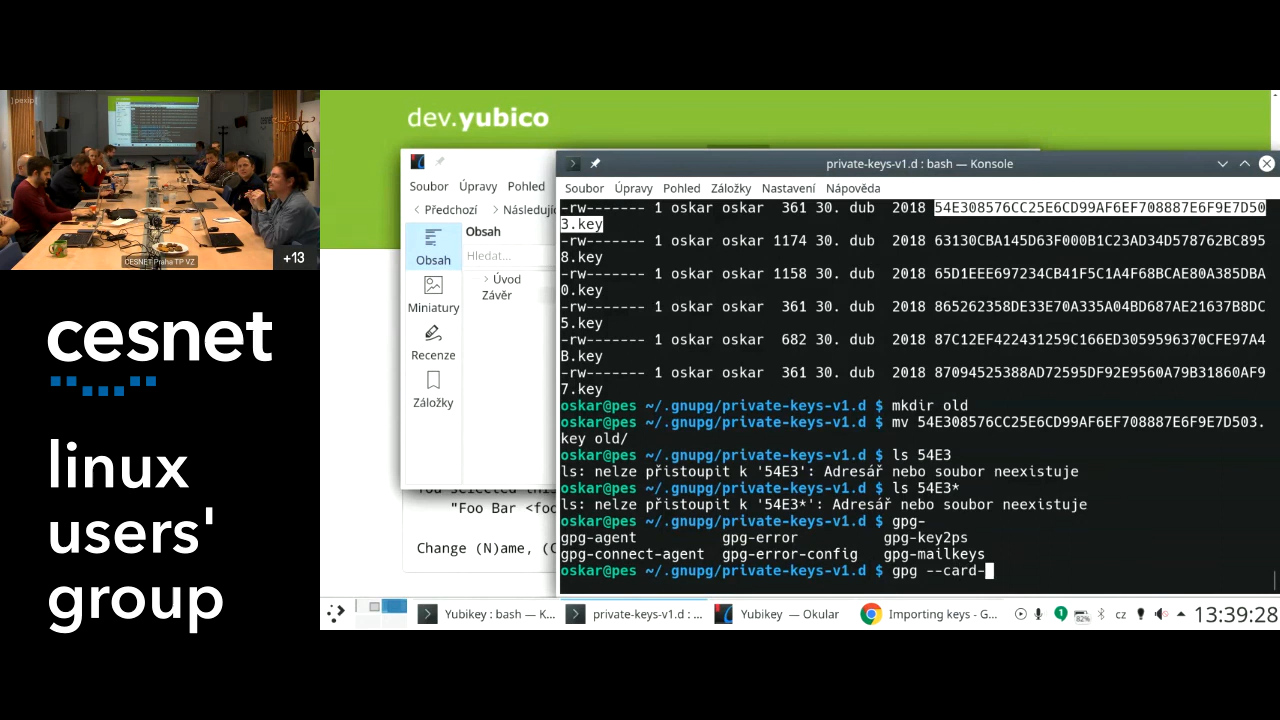 ] pexip [
CESNET Praha TP VZ
+13
cesnet
linux
users'
group
dev.yubico
Soubor Úpravy Pohled
Předchozí Následujíc
Obsah
Hledat...
Obsah
Úvod
Závěr
Miniatury
Recenze
Záložky
"Foo Bar <foo
Change (N)ame, (C
private-keys-v1.d : bash — Konsole
Soubor Úpravy Pohled Záložky Nastavení Nápověda
-rw------- 1 oskar oskar 361 30. dub 2018 54E308576CC25E6CD99AF6EF708887E6F9E7D50
3.key
-rw------- 1 oskar oskar 1174 30. dub 2018 63130CBA145D63F000B1C23AD34D578762BC895
8.key
-rw------- 1 oskar oskar 1158 30. dub 2018 65D1EEE697234CB41F5C1A4F68BCAE80A385DBA
0.key
-rw------- 1 oskar oskar 361 30. dub 2018 865262358DE33E70A335A04BD687AE21637B8DC
5.key
-rw------- 1 oskar oskar 682 30. dub 2018 87C12EF422431259C166ED3059596370CFE97A4
B.key
-rw------- 1 oskar oskar 361 30. dub 2018 87094525388AD72595DF92E9560A79B31860AF9
7.key
oskar@pes ~/.gnupg/private-keys-v1.d $ mkdir old
oskar@pes ~/.gnupg/private-keys-v1.d $ mv 54E308576CC25E6CD99AF6EF708887E6F9E7D503.
key old/
oskar@pes ~/.gnupg/private-keys-v1.d $ ls 54E3
ls: nelze přistoupit k '54E3': Adresář nebo soubor neexistuje
oskar@pes ~/.gnupg/private-keys-v1.d $ ls 54E3*
ls: nelze přistoupit k '54E3*': Adresář nebo soubor neexistuje
oskar@pes ~/.gnupg/private-keys-v1.d $ gpg-
gpg-agent gpg-error gpg-key2ps
gpg-connect-agent gpg-error-config gpg-mailkeys
oskar@pes ~/.gnupg/private-keys-v1.d $ gpg --card-
Yubikey : bash — K... private-keys-v1.d : ... Yubikey — Okular Importing keys - G... 1 82% cz 13:39:28